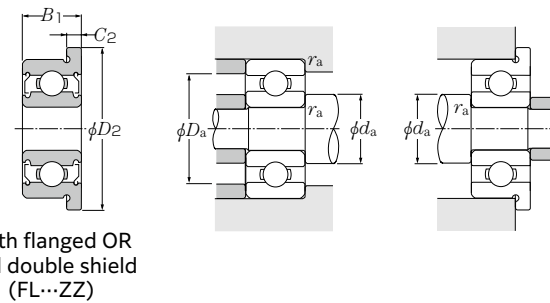 B1
C2
φD2
ra
ra
φDa
φda
ra
φda
th flanged OR
double shield
(FL···ZZ)